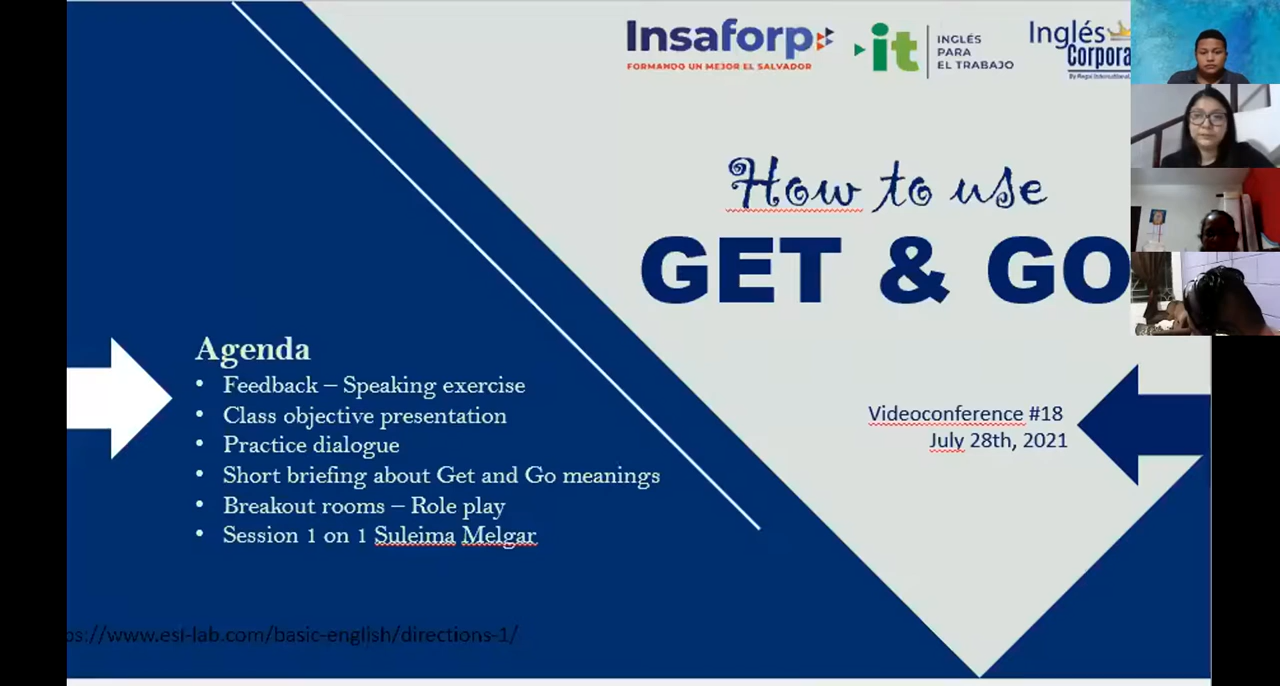 Insaforp
FORMANDO UN MEJOR EL SALVADOR
it
INGLÉS
PARA
EL TRABAJO
Inglés
Corpora
How to use
GET & GO
Agenda
• Feedback – Speaking exercise
• Class objective presentation
• Practice dialogue
• Short briefing about Get and Go meanings
• Breakout rooms – Role play
• Session 1 on 1 Suleima Melgar
Videoconference #18
July 28th, 2021
ps://www.esl-lab.com/basic-english/directions-1/